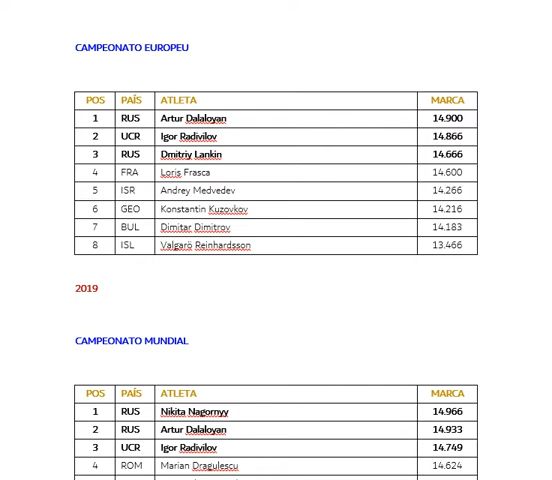 CAMPEONATO EUROPEU
POS PAÍS ATLETA MARCA
1 RUS Artur Dalaloyan 14.900
2 UCR Igor Radivilov 14.866
3 RUS Dmitriy Lankin 14.666
4 FRA Loris Frasca 14.600
5 ISR Andrey Medvedev 14.266
6 GEO Konstantin Kuzovkov 14.216
7 BUL Dimitar Dimitrov 14.183
8 ISL Valgarö Reinhardsson 13.466
2019
CAMPEONATO MUNDIAL
POS PAÍS ATLETA MARCA
1 RUS Nikita Nagornyy 14.966
2 RUS Artur Dalaloyan 14.933
3 UCR Igor Radivilov 14.749
4 ROM Marian Dragulescu 14.624